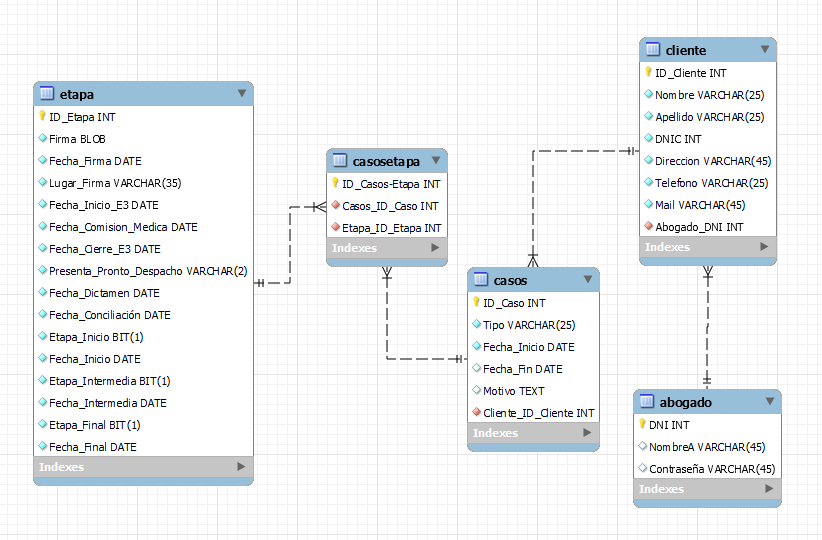 etapa
ID_Etapa INT
Firma BLOB
Fecha_Firma DATE
Lugar_Firma VARCHAR(35)
Fecha_Inicio_E3 DATE
Fecha_Comision_Medica DATE
Fecha_Cierre_E3 DATE
Presenta_Pronto_Despacho VARCHAR(2)
Fecha_Dictamen DATE
Fecha_Conciliación DATE
Etapa_Inicio BIT(1)
Fecha_Inicio DATE
Etapa_Intermedia BIT(1)
Fecha_Intermedia DATE
Etapa_Final BIT(1)
Fecha_Final DATE
Indexes
casosetapa
ID_Casos-Etapa INT
Casos_ID_Caso INT
Etapa_ID_Etapa INT
Indexes
casos
ID_Caso INT
Tipo VARCHAR(25)
Fecha_Inicio DATE
Fecha_Fin DATE
Motivo TEXT
Cliente_ID_Cliente INT
Indexes
cliente
ID_Cliente INT
Nombre VARCHAR(25)
Apellido VARCHAR(25)
DNIC INT
Direccion VARCHAR(45)
Telefono VARCHAR(25)
Mail VARCHAR(45)
Abogado_DNI INT
Indexes
abogado
DNI INT
NombreA VARCHAR(45)
Contraseña VARCHAR(45)
Indexes